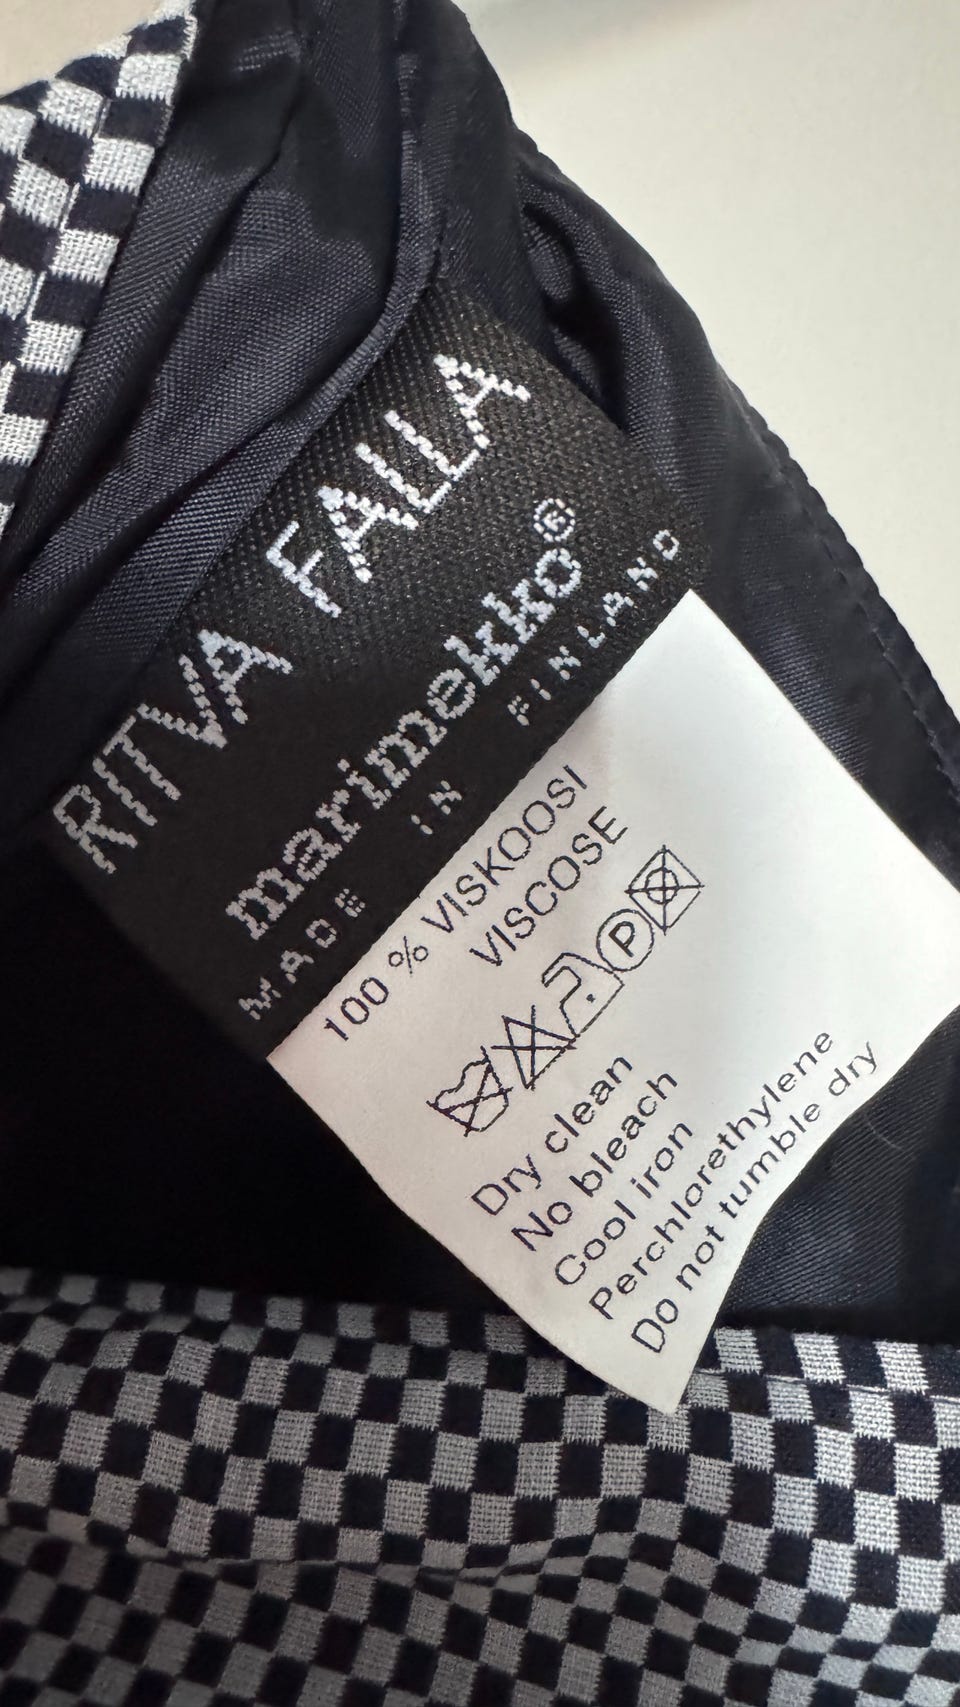 RITVA FALLA
marimekko®
MADE IN FINLAND
100 % VISKOOSI
VISCOSE
P
Dry clean
No bleach
Cool iron
Perchlorethylene
Do not tumble dry